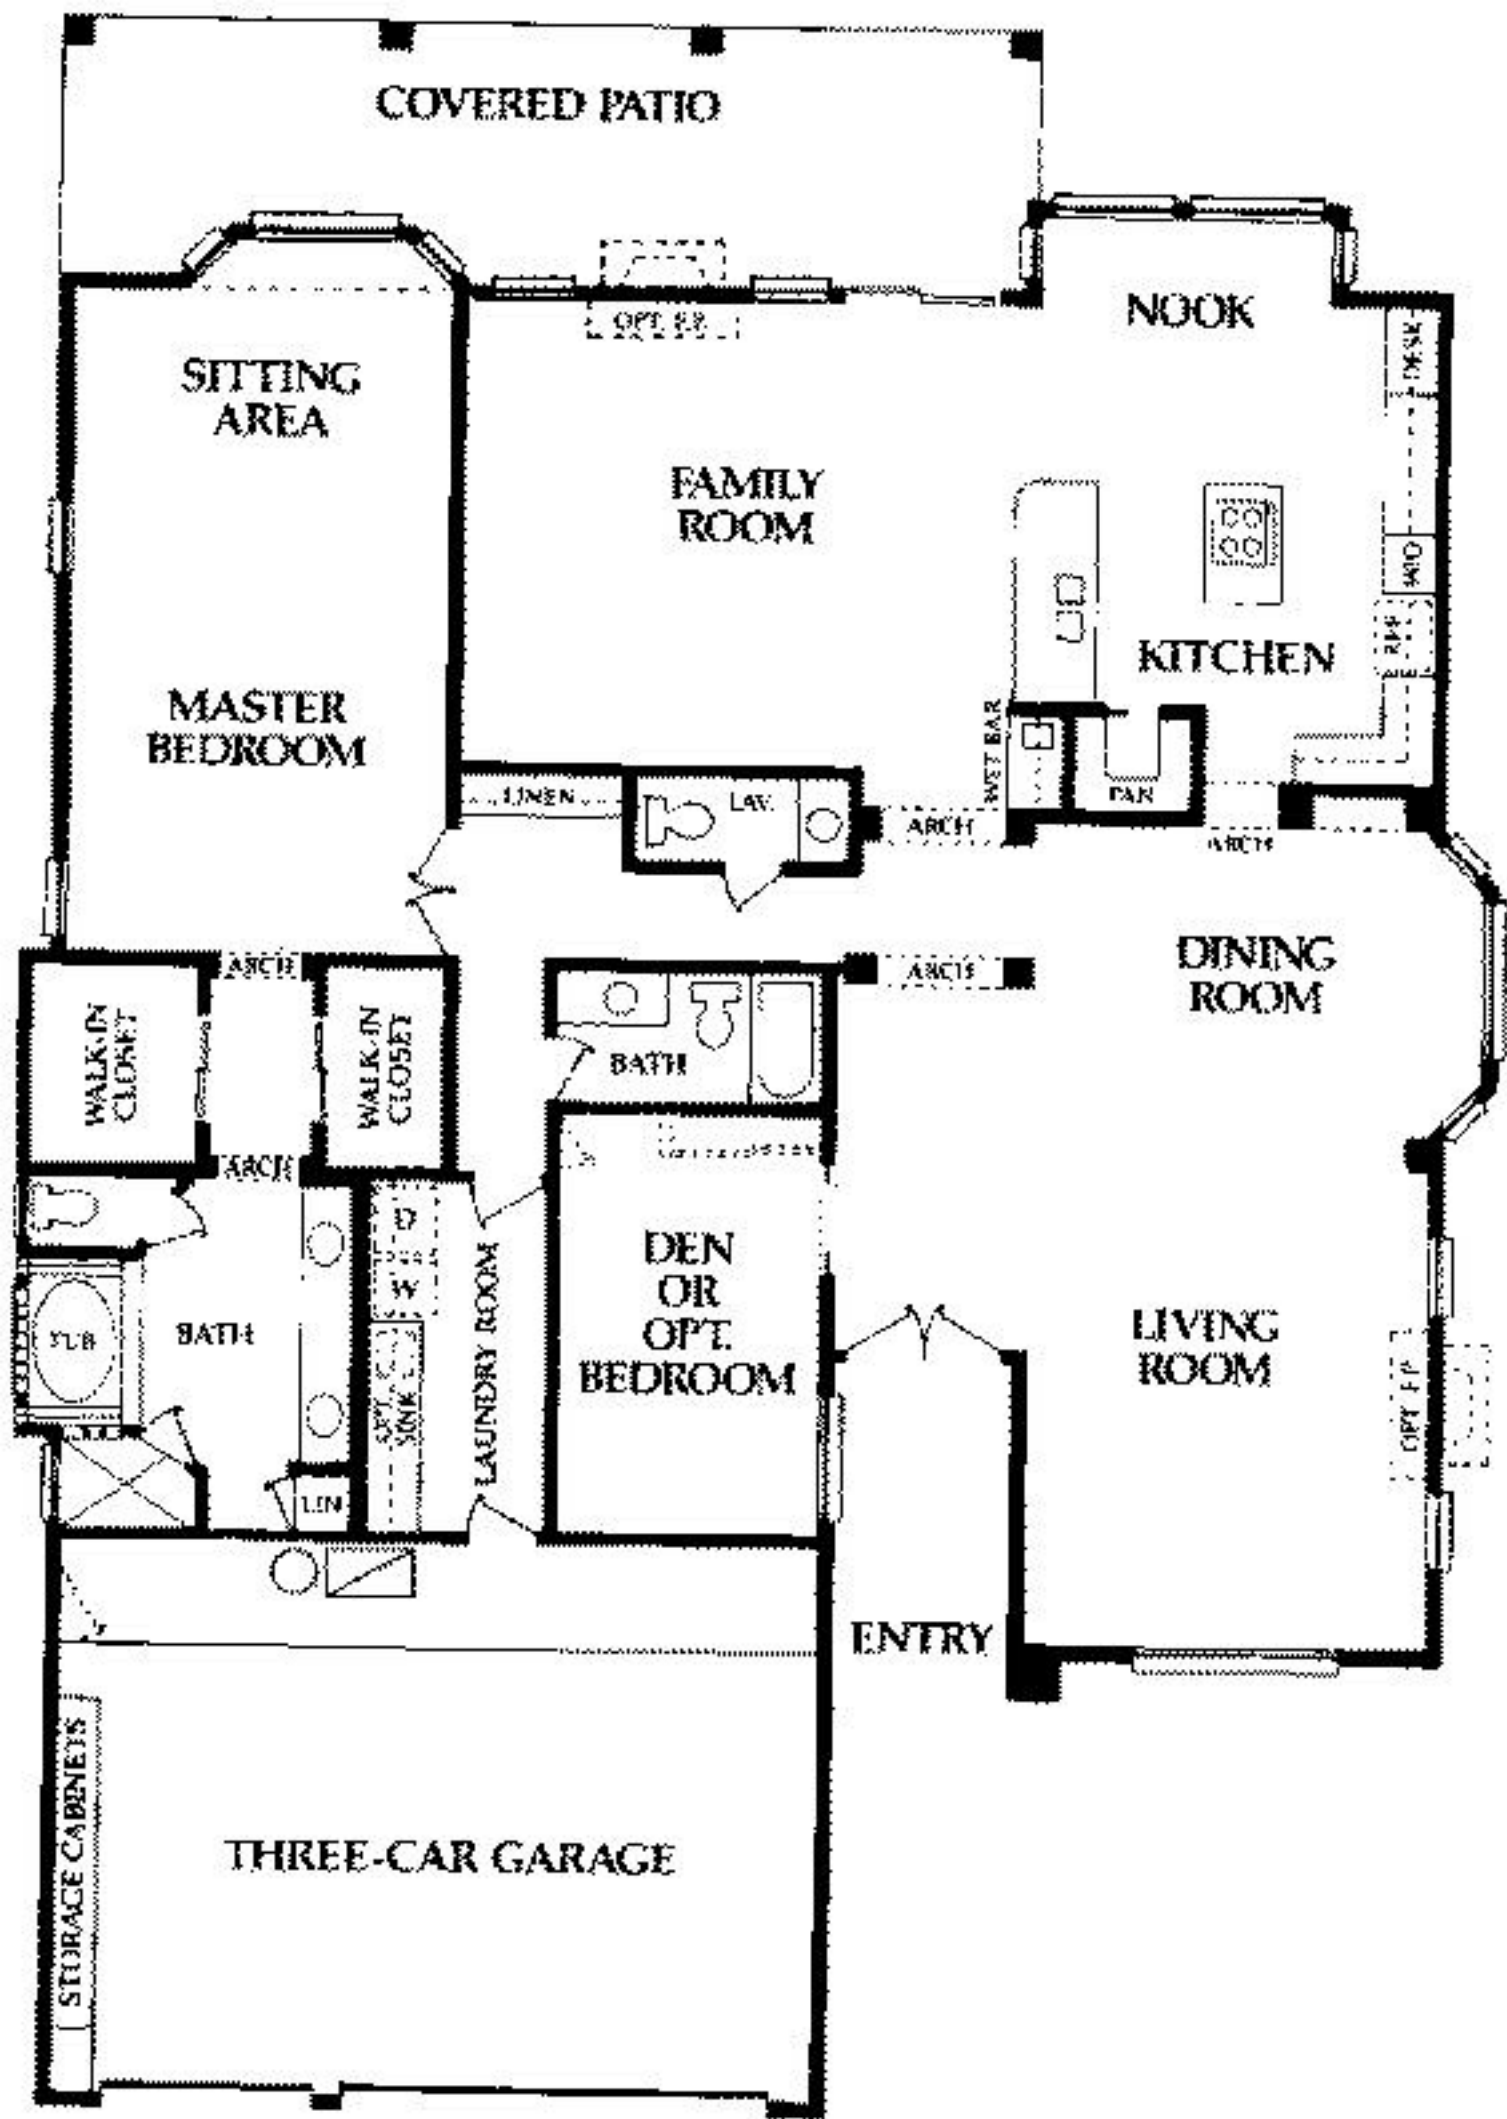 COVERED PATIO
NOOK
OPT. F.P.
DESK
SITTING
AREA
FAMILY
ROOM
M/O
REF
KITCHEN
MASTER
BEDROOM
WET BAR
LINEN
LAV.
PAN
ARCH
ARCH
DINING
ROOM
ARCH
ARCH
WALK-IN
CLOSET
WALK-IN
CLOSET
BATH
ARCH
D
W
LAUNDRY ROOM
DEN
OR
OPT.
BEDROOM
TUB
BATH
LIVING
ROOM
OPT.
SINK
OPT. F.P.
LIN
ENTRY
STORAGE CABINETS
THREE-CAR GARAGE